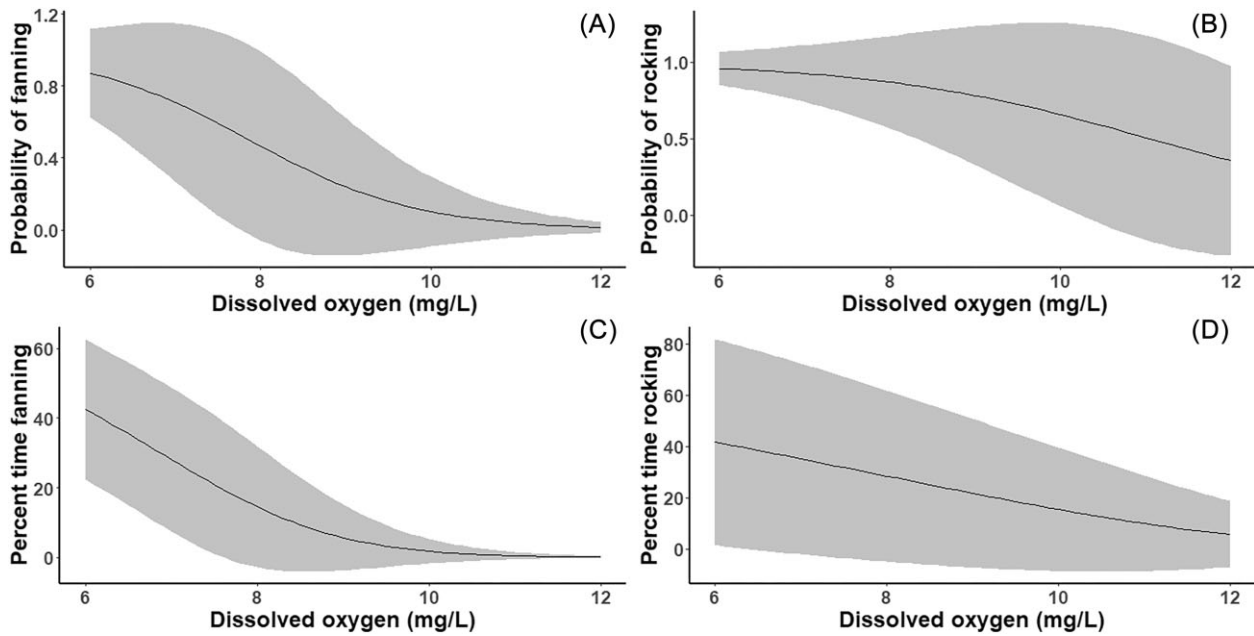 (A)
Probability of fanning
1.2
0.8
0.4
0.0
6 8 10 12
Dissolved oxygen (mg/L)
(B)
Probability of rocking
1.0
0.5
0.0
6 8 10 12
Dissolved oxygen (mg/L)
(C)
Percent time fanning
60
40
20
0
6 8 10 12
Dissolved oxygen (mg/L)
(D)
Percent time rocking
80
60
40
20
0
6 8 10 12
Dissolved oxygen (mg/L)